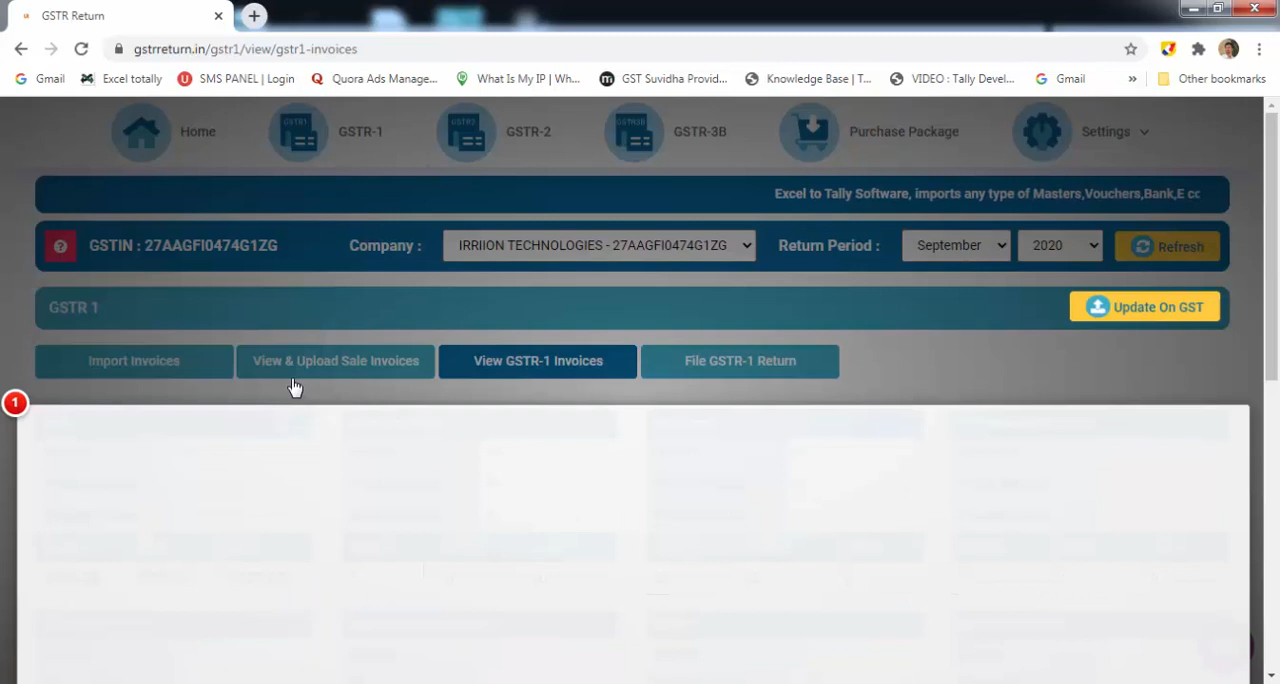 GSTR Return
gstrreturn.in/gstr1/view/gstr1-invoices
Gmail Excel totally SMS PANEL | Login Quora Ads Manage... What Is My IP | Wh... GST Suvidha Provid... Knowledge Base | T... VIDEO : Tally Devel... Gmail » Other bookmarks
Home GSTR-1 GSTR-2 GSTR-3B Purchase Package Settings
Excel to Tally Software, imports any type of Masters,Vouchers,Bank,E cc
GSTIN : 27AAGFI0474G1ZG Company : IRRIION TECHNOLOGIES - 27AAGFI0474G1ZG Return Period : September 2020 Refresh
GSTR 1 Update On GST
Import Invoices View & Upload Sale Invoices View GSTR-1 Invoices File GSTR-1 Return
1